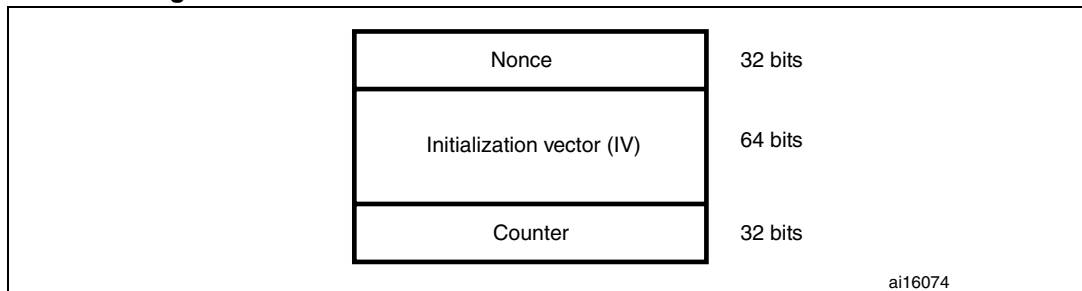 Nonce 32 bits
Initialization vector (IV) 64 bits
Counter 32 bits
ai16074